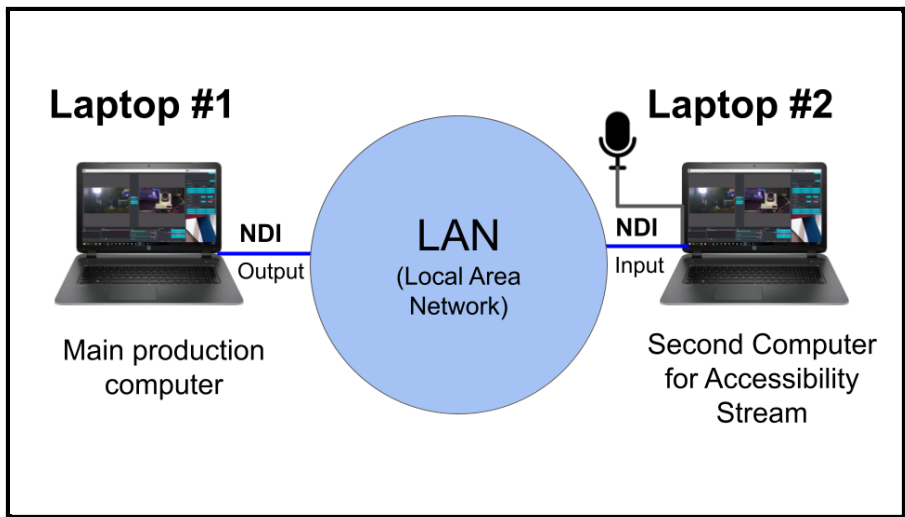 Laptop #1
Laptop #2
NDI
Output
LAN
(Local Area
Network)
NDI
Input
Main production
computer
Second Computer
for Accessibility
Stream